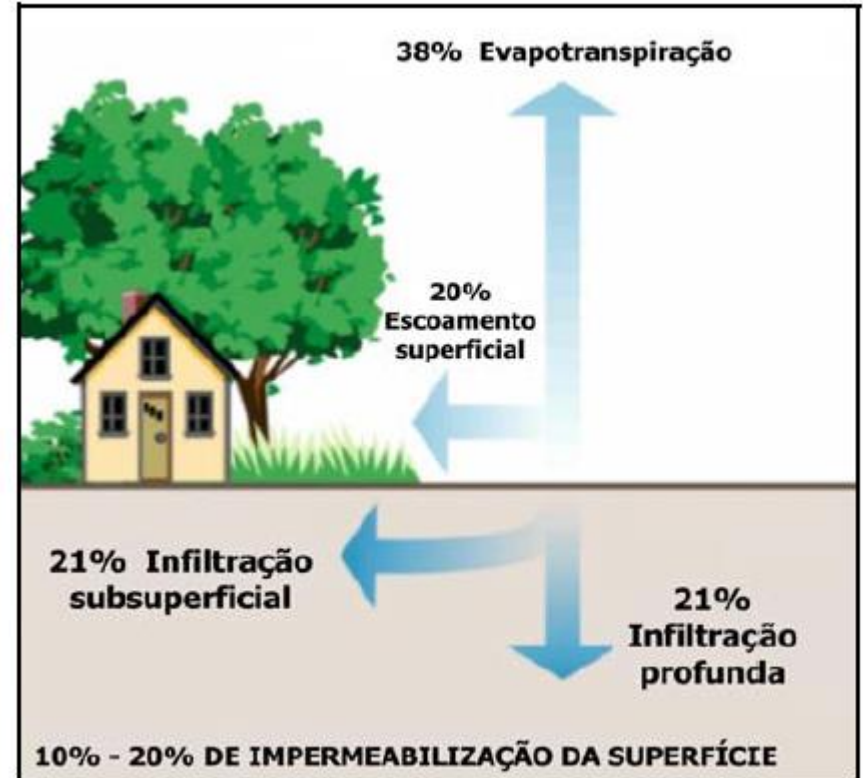 38% Evapotranspiração
20%
Escoamento
superficial
21% Infiltração
subsuperficial
21%
Infiltração
profunda
10% - 20% DE IMPERMEABILIZAÇÃO DA SUPERFÍCIE